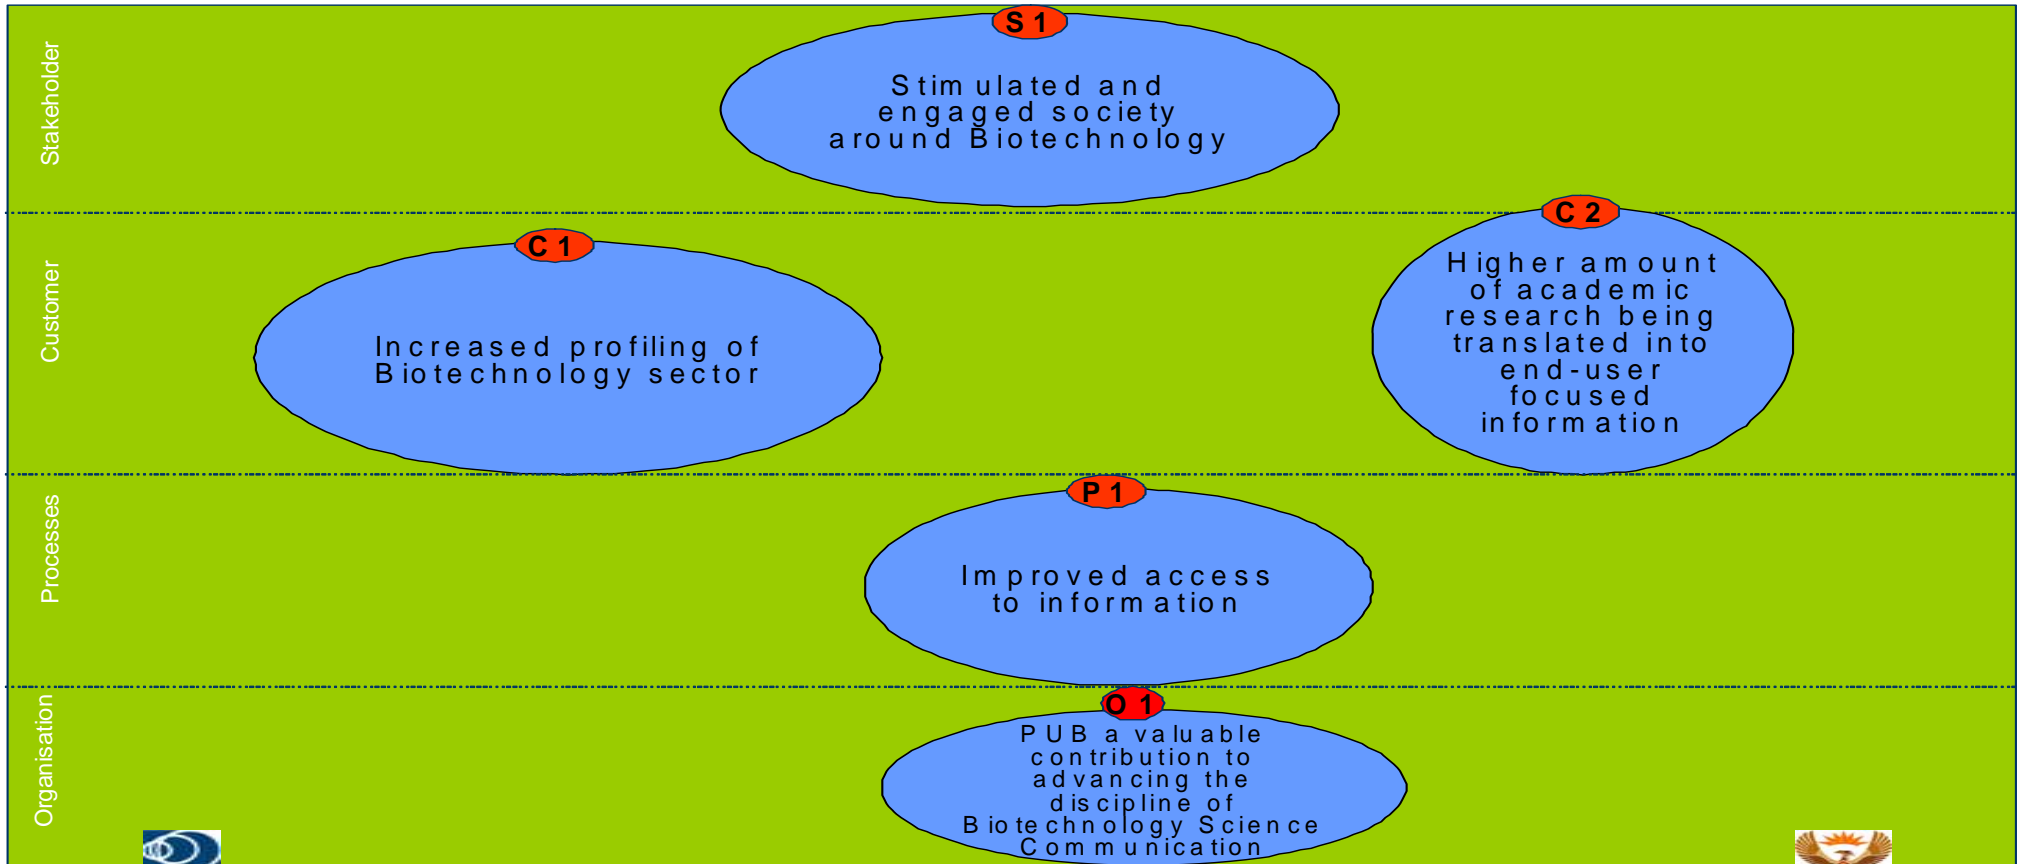 Stakeholder
S 1
Stimulated and
engaged society
around Biotechnology
Customer
C 1
Increased profiling of
Biotechnology sector
C 2
Higher amount
of academic
research being
translated into
end-user
focused
information
Processes
P 1
Improved access
to information
Organisation
O 1
PUB a valuable
contribution to
advancing the
discipline of
Biotechnology Science
Communication